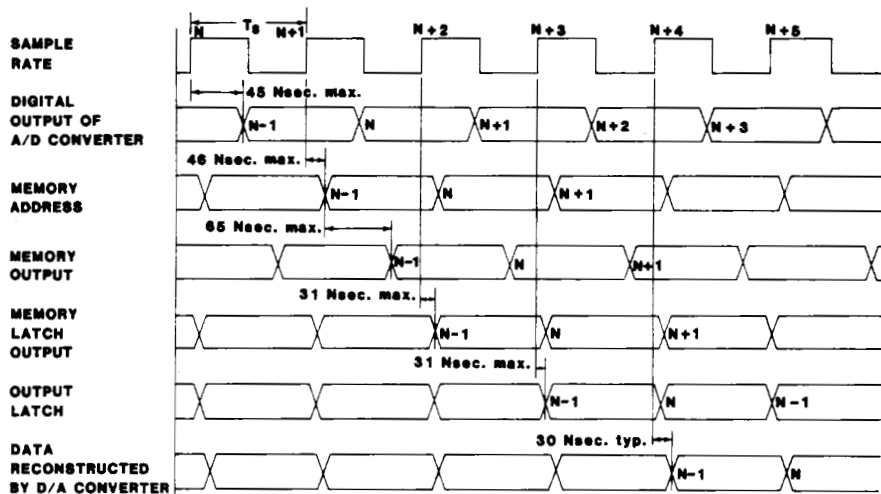 N T s N+1 N+2 N+3 N+4 N+5
SAMPLE
RATE
45 Nsec. max.
DIGITAL
OUTPUT OF
A/D CONVERTER
N-1 N N+1 N+2 N+3
46 Nsec. max.
MEMORY
ADDRESS
N-1 N N+1
65 Nsec. max.
MEMORY
OUTPUT
N-1 N N+1
31 Nsec. max.
MEMORY
LATCH
OUTPUT
N-1 N N+1
31 Nsec. max.
OUTPUT
LATCH
N-1 N N-1
30 Nsec. typ.
DATA
RECONSTRUCTED
BY D/A CONVERTER
N-1 N